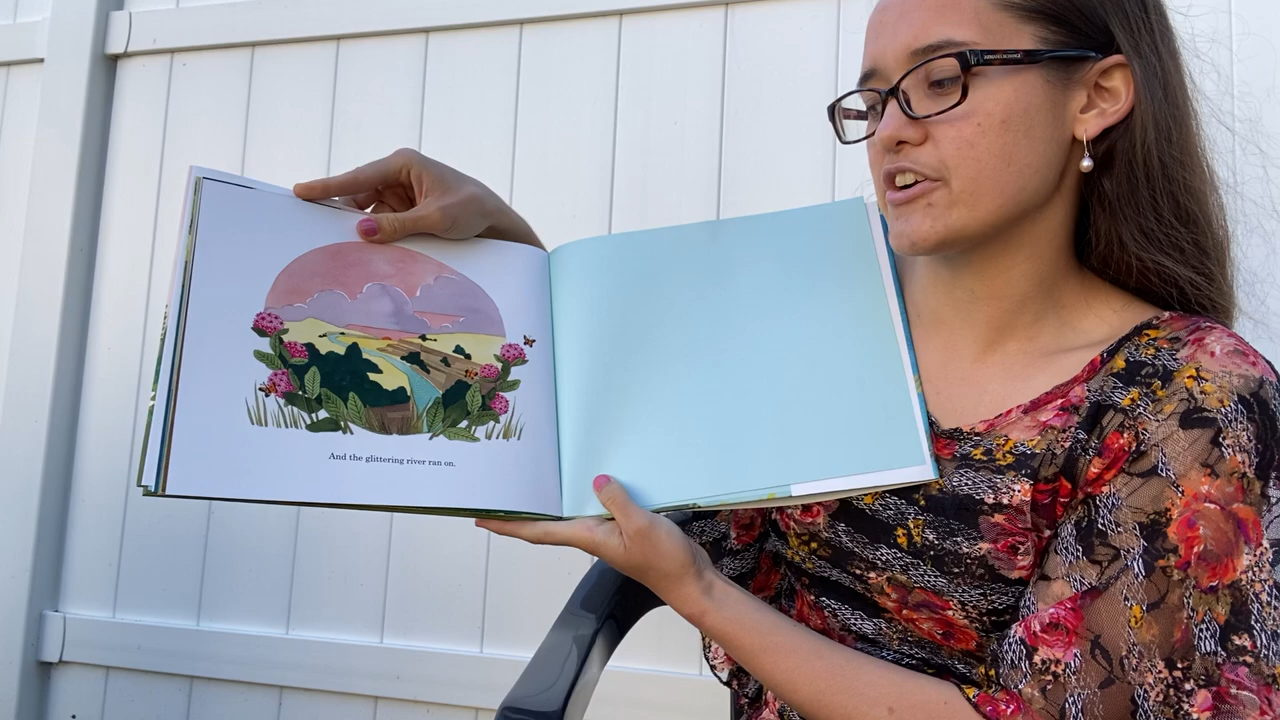 And the glittering river ran on.